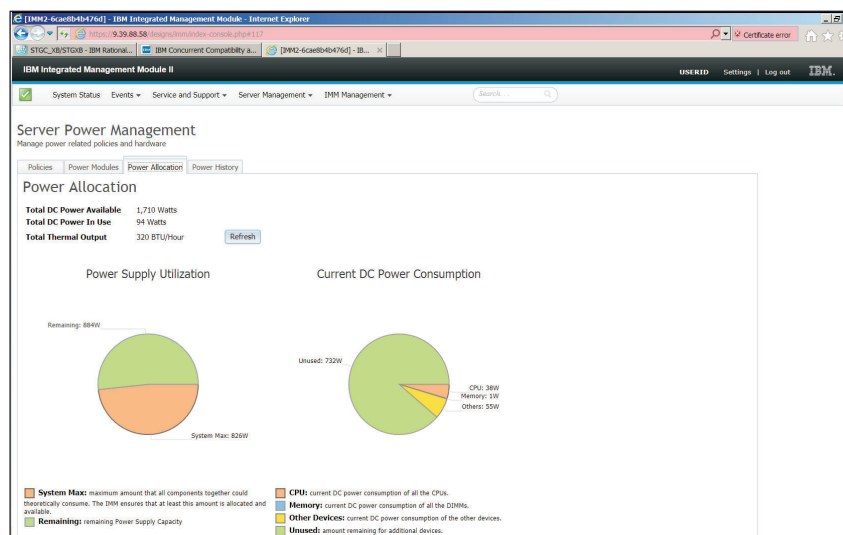 [IMM2-6cae8b4b476d] - IBM Integrated Management Module - Internet Explorer
https://9.39.88.58/designs/imm/index-console.php#117
Certificate error
STGC_XB/STGXB - IBM Rational...
IBM Concurrent Compatiblity a...
[IMM2-6cae8b4b476d] - IB...
IBM Integrated Management Module II
USERID Settings | Log out IBM.
System Status Events Service and Support Server Management IMM Management
Search...
Server Power Management
Manage power related policies and hardware
Policies Power Modules Power Allocation Power History
Power Allocation
Total DC Power Available 1,710 Watts
Total DC Power In Use 94 Watts
Total Thermal Output 320 BTU/Hour Refresh
Power Supply Utilization
Remaining: 884W
System Max: 826W
Current DC Power Consumption
Unused: 732W
CPU: 38W
Memory: 1W
Others: 55W
System Max: maximum amount that all components together could
theoretically consume. The IMM ensures that at least this amount is allocated and
available.
Remaining: remaining Power Supply Capacity
CPU: current DC power consumption of all the CPUs.
Memory: current DC power consumption of all the DIMMs.
Other Devices: current DC power consumption of the other devices.
Unused: amount remaining for additional devices.